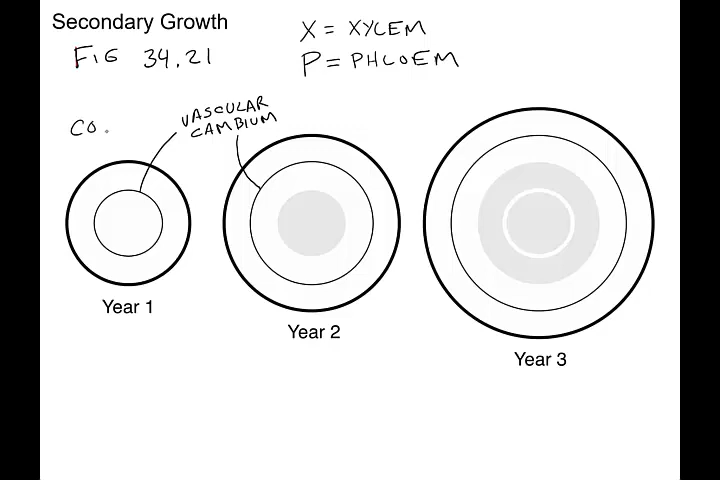 Secondary Growth
FIG 34.21
X = XYLEM
P = PHLOEM
VASCULAR
CAMBIUM
CO.
Year 1
Year 2
Year 3